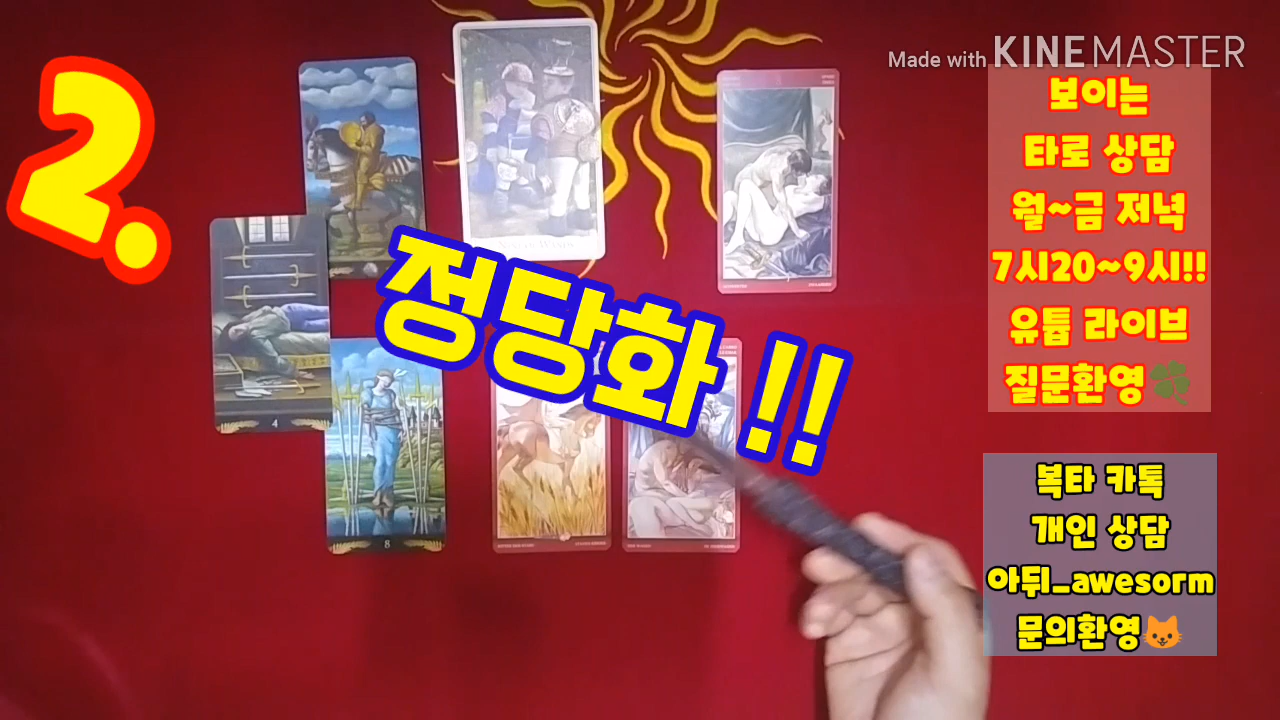 Made with KINEMASTER
2.
정당화 !!
보이는
타로 상담
월~금 저녁
7시20~9시!!
유튭 라이브
질문환영🍀
복타 카톡
개인 상담
아뒤_awesorm
문의환영🐱
4
8